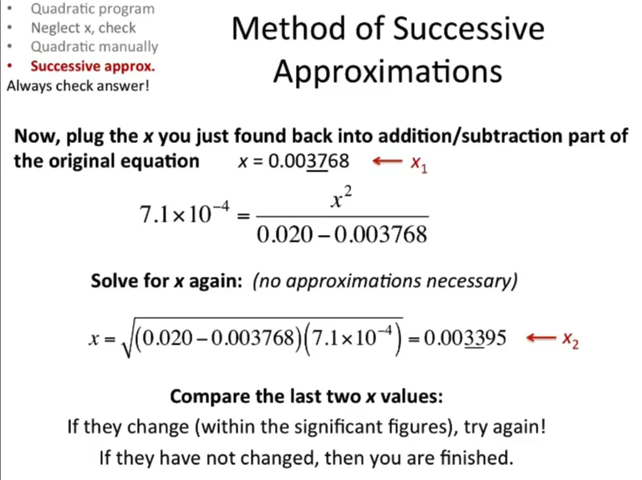 • Quadratic program
• Neglect x, check
• Quadratic manually
• Successive approx.
Always check answer!
Method of Successive
Approximations
Now, plug the x you just found back into addition/subtraction part of
the original equation x = 0.003768 ← x₁
7.1×10⁻⁴ = x² / (0.020 − 0.003768)
Solve for x again: (no approximations necessary)
x = √(0.020 − 0.003768)(7.1×10⁻⁴) = 0.003395 ← x₂
Compare the last two x values:
If they change (within the significant figures), try again!
If they have not changed, then you are finished.